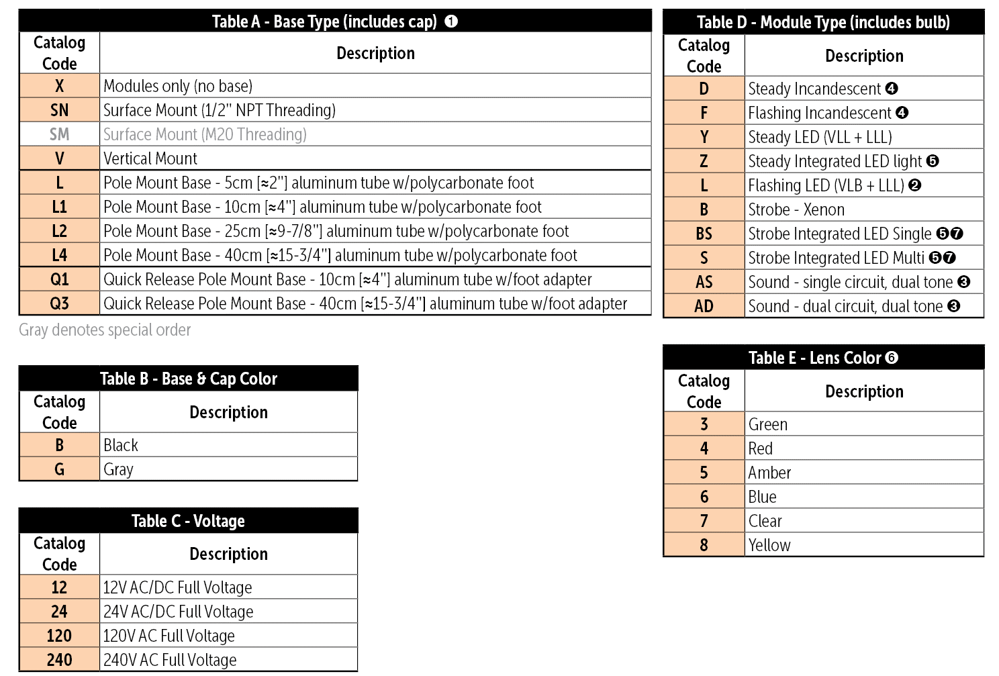 Table A - Base Type (includes cap) ❶
Catalog Code Description
X Modules only (no base)
SN Surface Mount (1/2" NPT Threading)
SM Surface Mount (M20 Threading)
V Vertical Mount
L Pole Mount Base - 5cm [≈2"] aluminum tube w/polycarbonate foot
L1 Pole Mount Base - 10cm [≈4"] aluminum tube w/polycarbonate foot
L2 Pole Mount Base - 25cm [≈9-7/8"] aluminum tube w/polycarbonate foot
L4 Pole Mount Base - 40cm [≈15-3/4"] aluminum tube w/polycarbonate foot
Q1 Quick Release Pole Mount Base - 10cm [≈4"] aluminum tube w/foot adapter
Q3 Quick Release Pole Mount Base - 40cm [≈15-3/4"] aluminum tube w/foot adapter
Gray denotes special order
Table B - Base & Cap Color
Catalog Code Description
B Black
G Gray
Table C - Voltage
Catalog Code Description
12 12V AC/DC Full Voltage
24 24V AC/DC Full Voltage
120 120V AC Full Voltage
240 240V AC Full Voltage
Table D - Module Type (includes bulb)
Catalog Code Description
D Steady Incandescent ❹
F Flashing Incandescent ❹
Y Steady LED (VLL + LLL)
Z Steady Integrated LED light ❺
L Flashing LED (VLB + LLL) ❷
B Strobe - Xenon
BS Strobe Integrated LED Single ❺❼
S Strobe Integrated LED Multi ❺❼
AS Sound - single circuit, dual tone ❸
AD Sound - dual circuit, dual tone ❸
Table E - Lens Color ❻
Catalog Code Description
3 Green
4 Red
5 Amber
6 Blue
7 Clear
8 Yellow